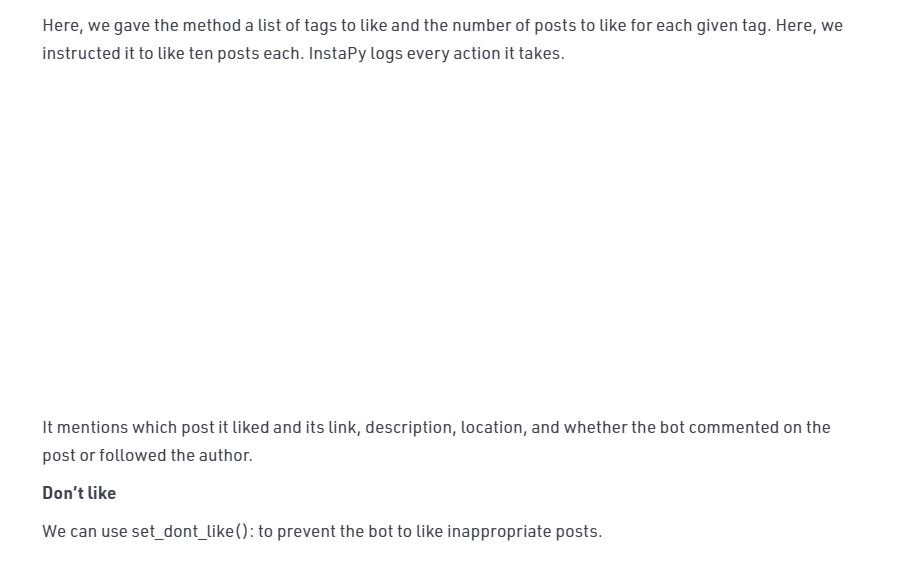 Here, we gave the method a list of tags to like and the number of posts to like for each given tag. Here, we
instructed it to like ten posts each. InstaPy logs every action it takes.
It mentions which post it liked and its link, description, location, and whether the bot commented on the
post or followed the author.
Don’t like
We can use set_dont_like(): to prevent the bot to like inappropriate posts.